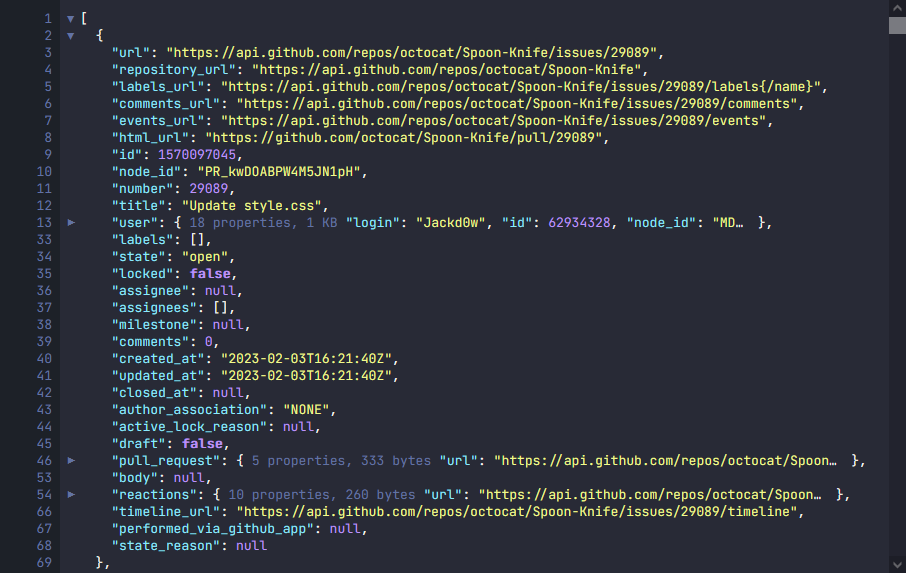 1 ▼ [
2 ▼ {
3 "url": "https://api.github.com/repos/octocat/Spoon-Knife/issues/29089",
4 "repository_url": "https://api.github.com/repos/octocat/Spoon-Knife",
5 "labels_url": "https://api.github.com/repos/octocat/Spoon-Knife/issues/29089/labels{/name}",
6 "comments_url": "https://api.github.com/repos/octocat/Spoon-Knife/issues/29089/comments",
7 "events_url": "https://api.github.com/repos/octocat/Spoon-Knife/issues/29089/events",
8 "html_url": "https://github.com/octocat/Spoon-Knife/pull/29089",
9 "id": 1570097045,
10 "node_id": "PR_kwDOABPW4M5JN1pH",
11 "number": 29089,
12 "title": "Update style.css",
13 ▶ "user": { 18 properties, 1 KB "login": "Jackd0w", "id": 62934328, "node_id": "MD… },
33 "labels": [],
34 "state": "open",
35 "locked": false,
36 "assignee": null,
37 "assignees": [],
38 "milestone": null,
39 "comments": 0,
40 "created_at": "2023-02-03T16:21:40Z",
41 "updated_at": "2023-02-03T16:21:40Z",
42 "closed_at": null,
43 "author_association": "NONE",
44 "active_lock_reason": null,
45 "draft": false,
46 ▶ "pull_request": { 5 properties, 333 bytes "url": "https://api.github.com/repos/octocat/Spoon… },
53 "body": null,
54 ▶ "reactions": { 10 properties, 260 bytes "url": "https://api.github.com/repos/octocat/Spoon… },
66 "timeline_url": "https://api.github.com/repos/octocat/Spoon-Knife/issues/29089/timeline",
67 "performed_via_github_app": null,
68 "state_reason": null
69 },